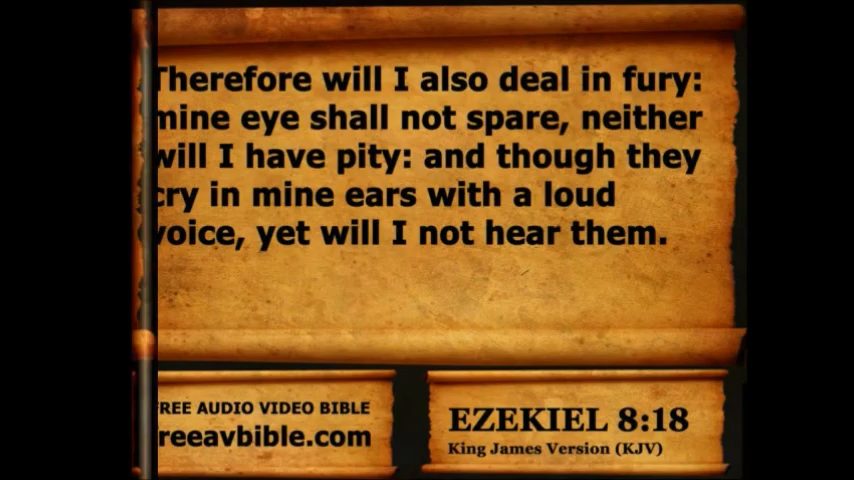 Therefore will I also deal in fury:
mine eye shall not spare, neither
will I have pity: and though they
cry in mine ears with a loud
voice, yet will I not hear them.
FREE AUDIO VIDEO BIBLE
freeavbible.com
EZEKIEL 8:18
King James Version (KJV)